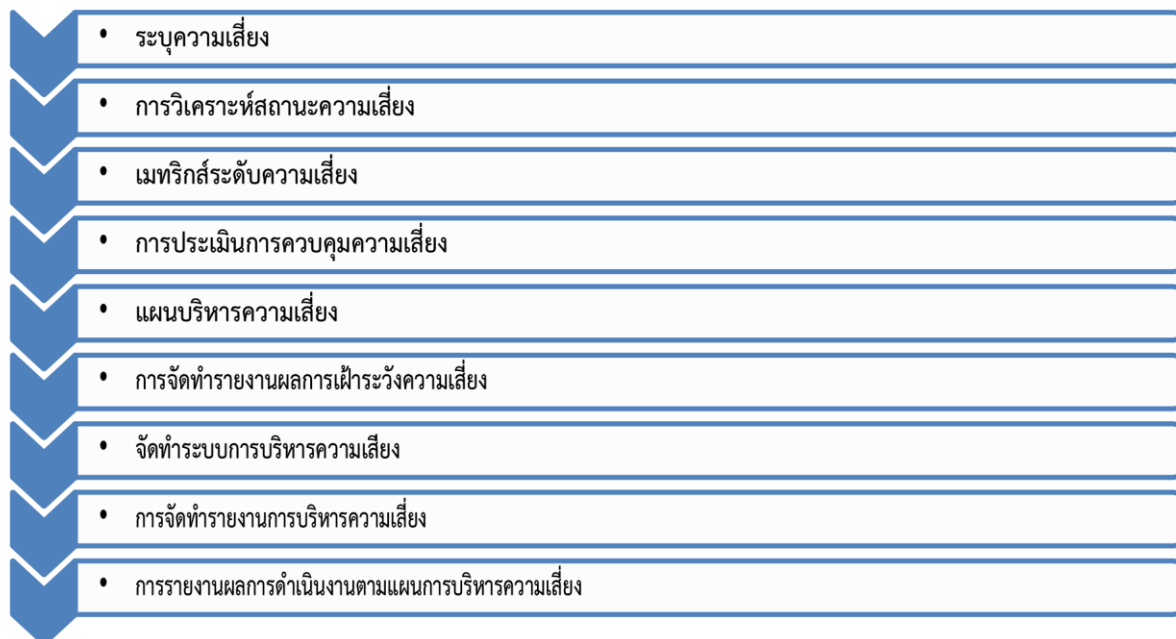 • ระบุความเสี่ยง
• การวิเคราะห์สถานะความเสี่ยง
• เมทริกส์ระดับความเสี่ยง
• การประเมินการควบคุมความเสี่ยง
• แผนบริหารความเสี่ยง
• การจัดทำรายงานผลการเฝ้าระวังความเสี่ยง
• จัดทำระบบการบริหารความเสียง
• การจัดทำรายงานการบริหารความเสี่ยง
• การรายงานผลการดำเนินงานตามแผนการบริหารความเสี่ยง